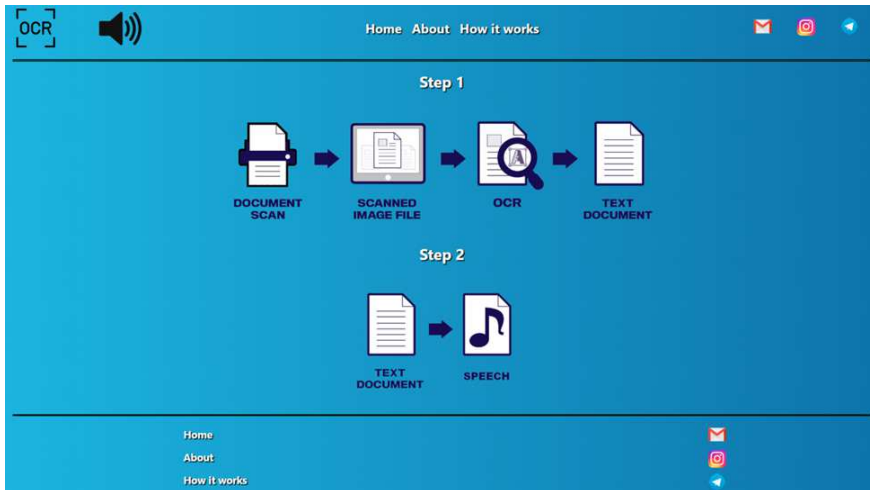 OCR
Home About How it works
Step 1
A
DOCUMENT SCANNED OCR TEXT
SCAN IMAGE FILE DOCUMENT
Step 2
TEXT SPEECH
DOCUMENT
Home
About
How it works